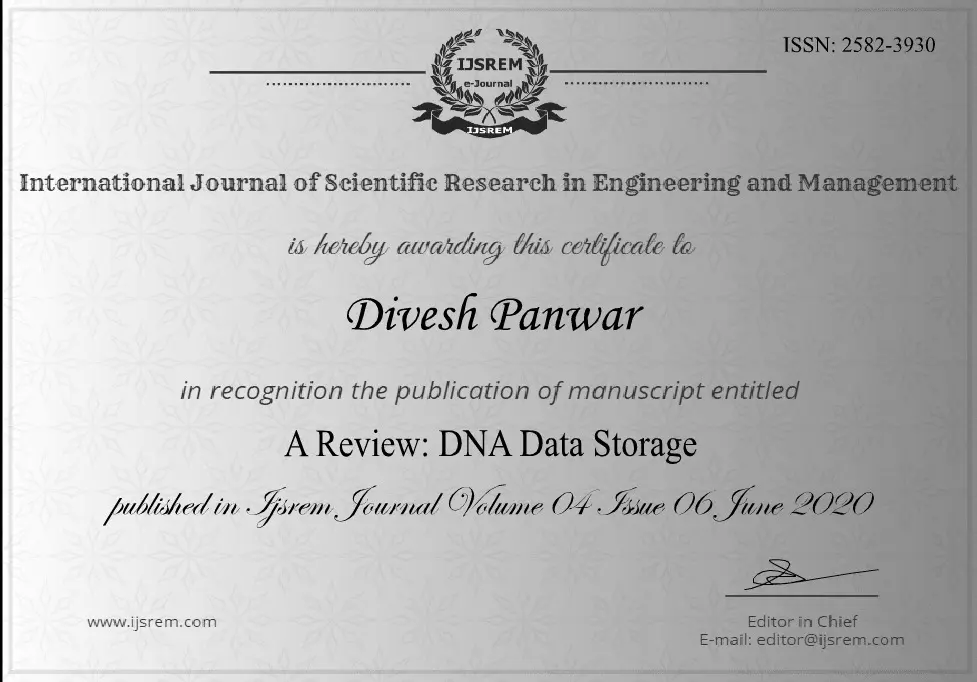 ISSN: 2582-3930
IJSREM
e-Journal
IJSREM
International Journal of Scientific Research in Engineering and Management
is hereby awarding this certificate to
Divesh Panwar
in recognition the publication of manuscript entitled
A Review: DNA Data Storage
published in Ijsrem Journal Volume 04 Issue 06 June 2020
www.ijsrem.com
Editor in Chief
E-mail: editor@ijsrem.com